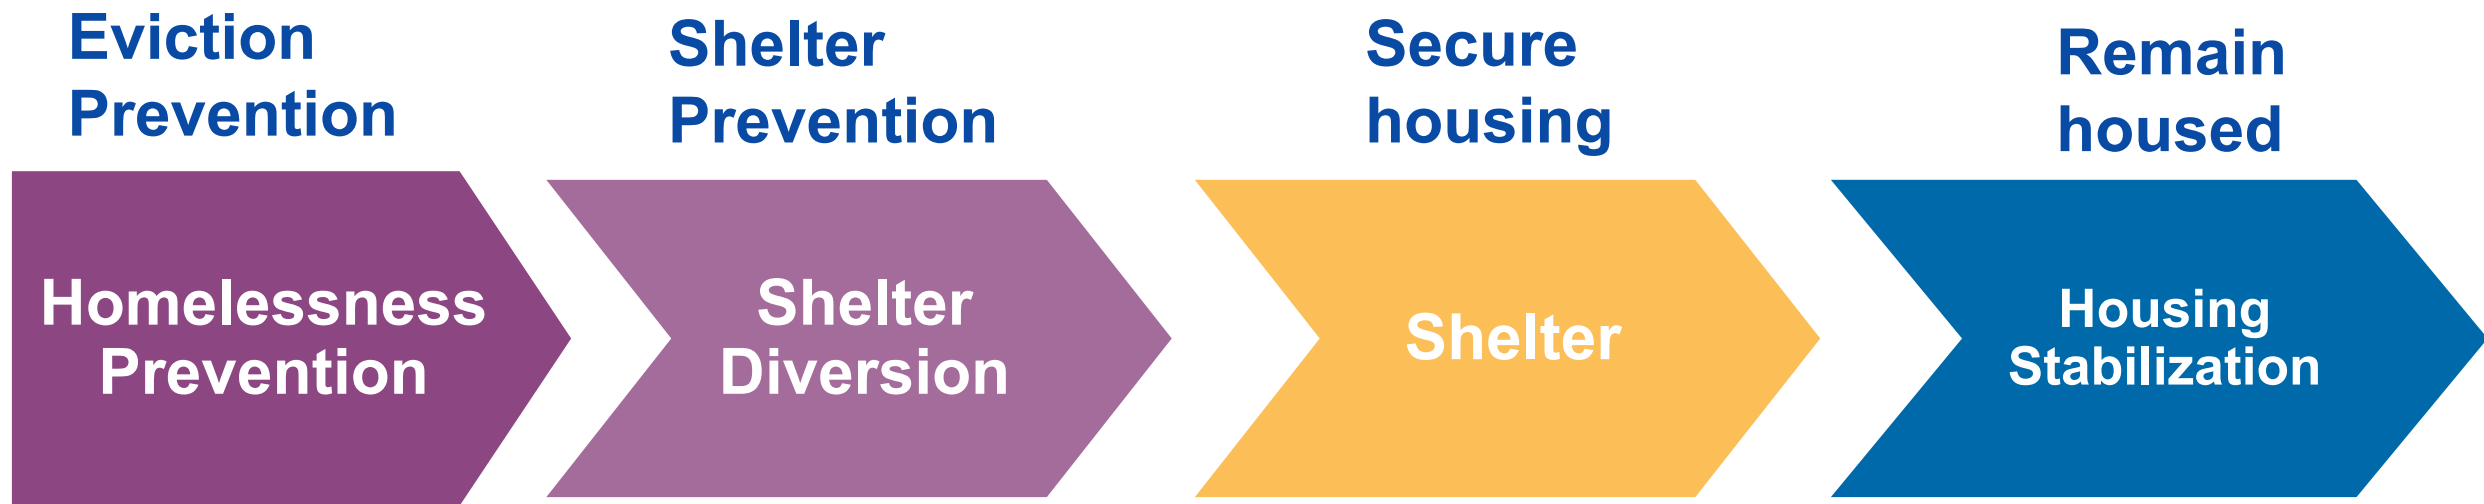 Eviction
Prevention
Shelter
Prevention
Secure
housing
Remain
housed
Homelessness
Prevention
Shelter
Diversion
Shelter
Housing
Stabilization